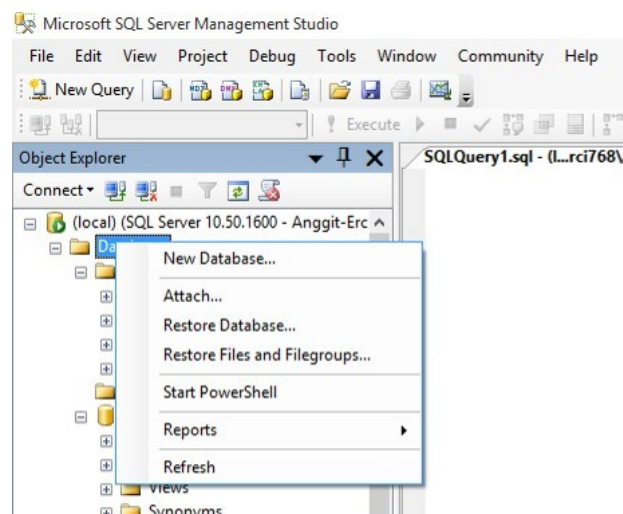 Microsoft SQL Server Management Studio
File Edit View Project Debug Tools Window Community Help
New Query
Execute
Object Explorer
SQLQuery1.sql - (l...rci768\
Connect
(local) (SQL Server 10.50.1600 - Anggit-Erc
New Database...
Attach...
Restore Database...
Restore Files and Filegroups...
Start PowerShell
Reports
Refresh
Views
Synonyms